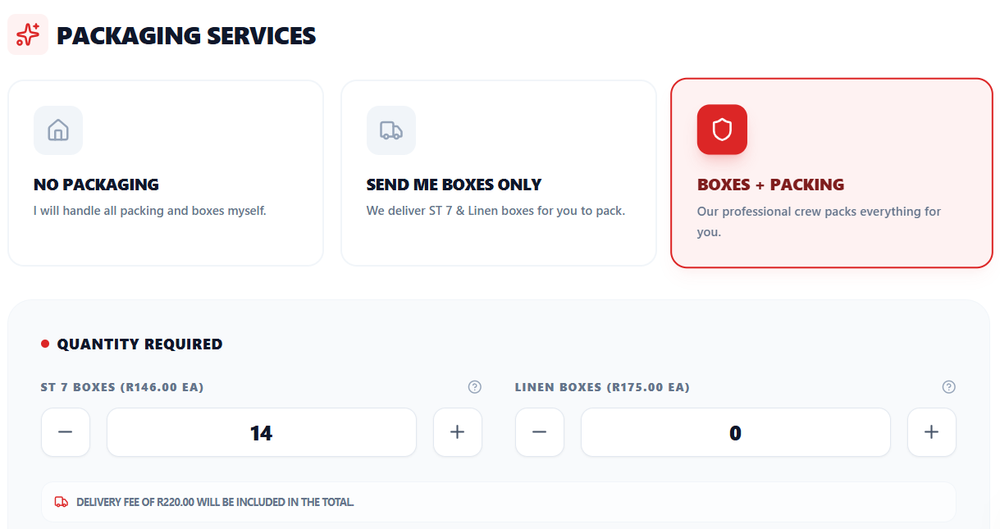 PACKAGING SERVICES
NO PACKAGING
I will handle all packing and boxes myself.
SEND ME BOXES ONLY
We deliver ST 7 & Linen boxes for you to pack.
BOXES + PACKING
Our professional crew packs everything for
you.
QUANTITY REQUIRED
ST 7 BOXES (R146.00 EA)
LINEN BOXES (R175.00 EA)
14
0
DELIVERY FEE OF R220.00 WILL BE INCLUDED IN THE TOTAL.